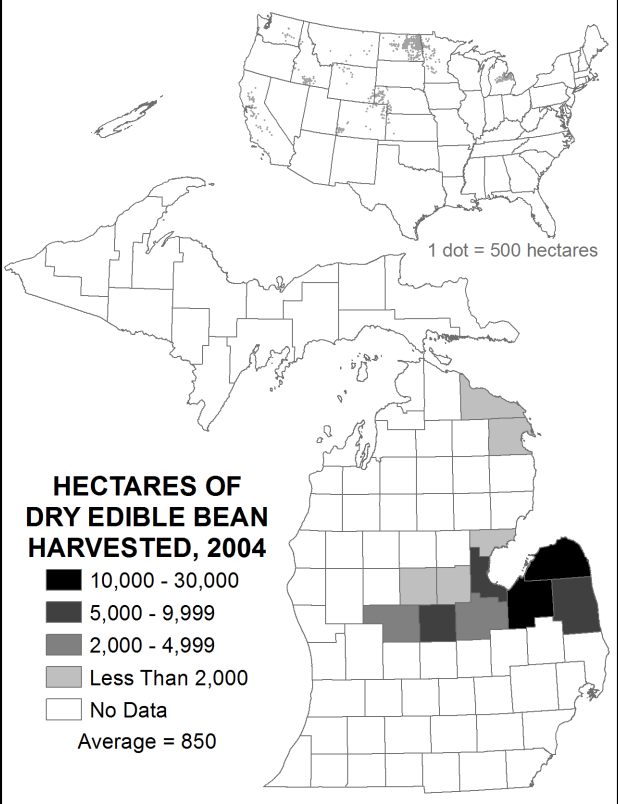 1 dot = 500 hectares
HECTARES OF
DRY EDIBLE BEAN
HARVESTED, 2004
10,000 - 30,000
5,000 - 9,999
2,000 - 4,999
Less Than 2,000
No Data
Average = 850